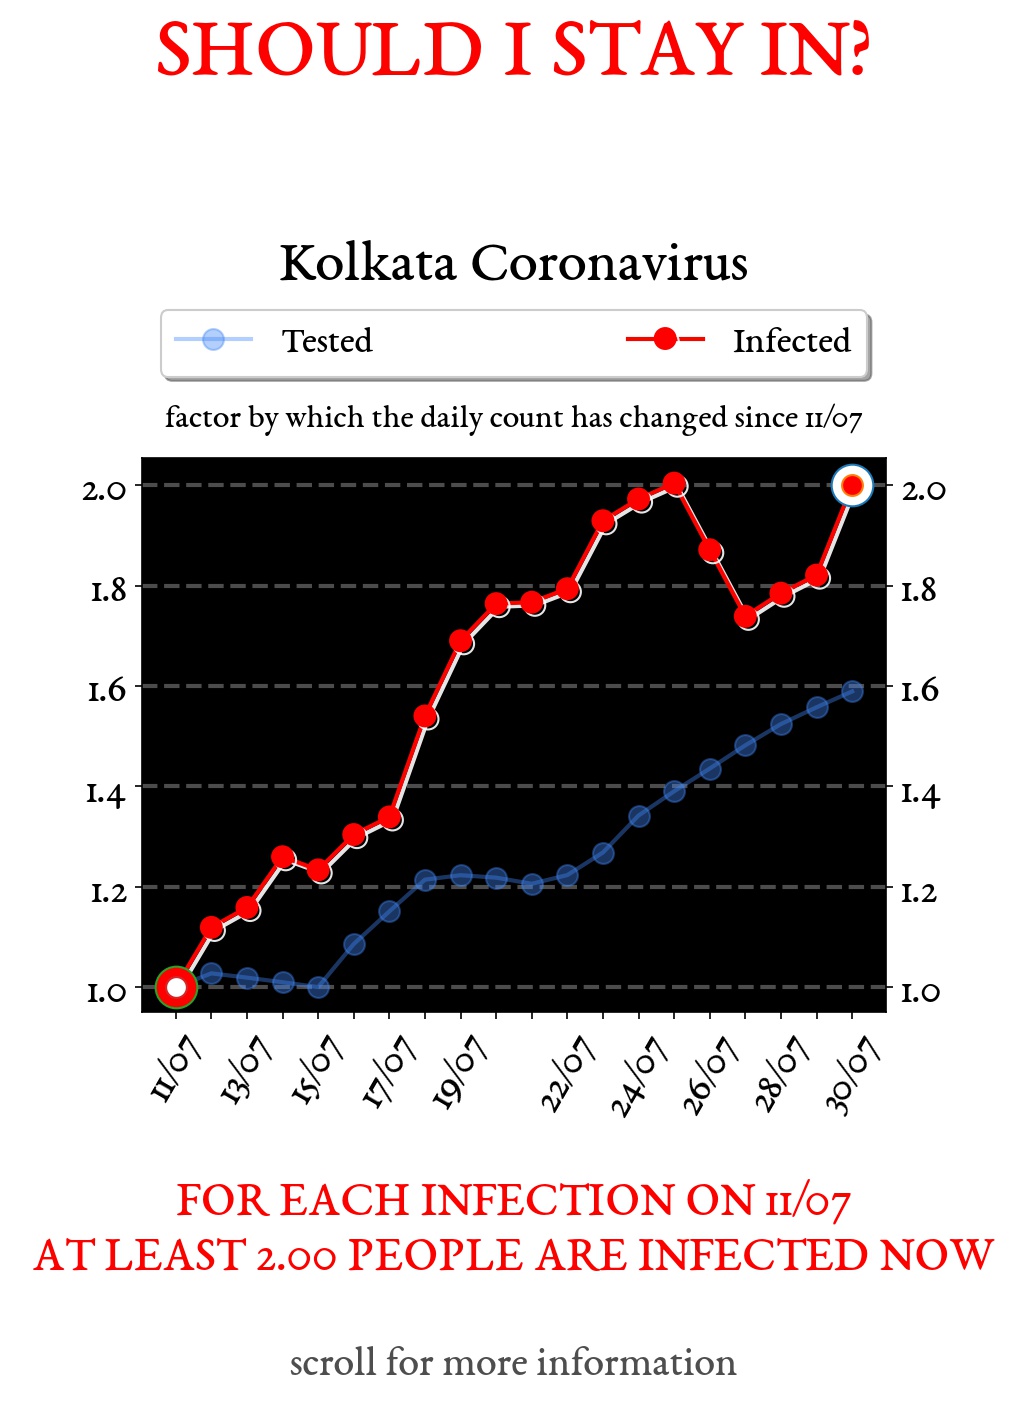 SHOULD I STAY IN?
Kolkata Coronavirus
Tested Infected
factor by which the daily count has changed since 11/07
2.0 2.0
1.8 1.8
1.6 1.6
1.4 1.4
1.2 1.2
1.0 1.0
11/07 13/07 15/07 17/07 19/07 22/07 24/07 26/07 28/07 30/07
FOR EACH INFECTION ON 11/07
AT LEAST 2.00 PEOPLE ARE INFECTED NOW
scroll for more information